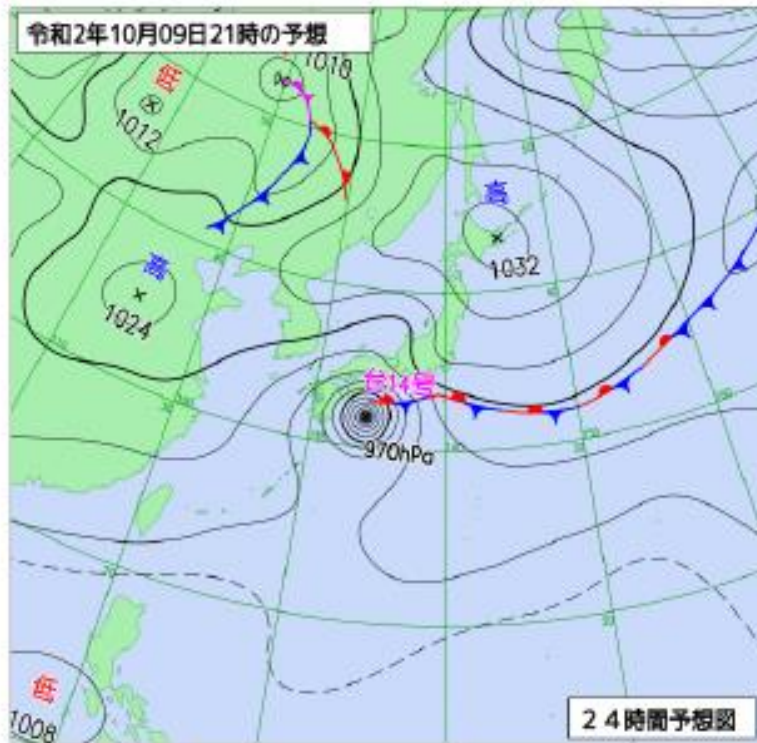 令和2年10月09日21時の予想
1018
低
1012
高
1032
高
1024
台14号
970hPa
低
1008
24時間予想図